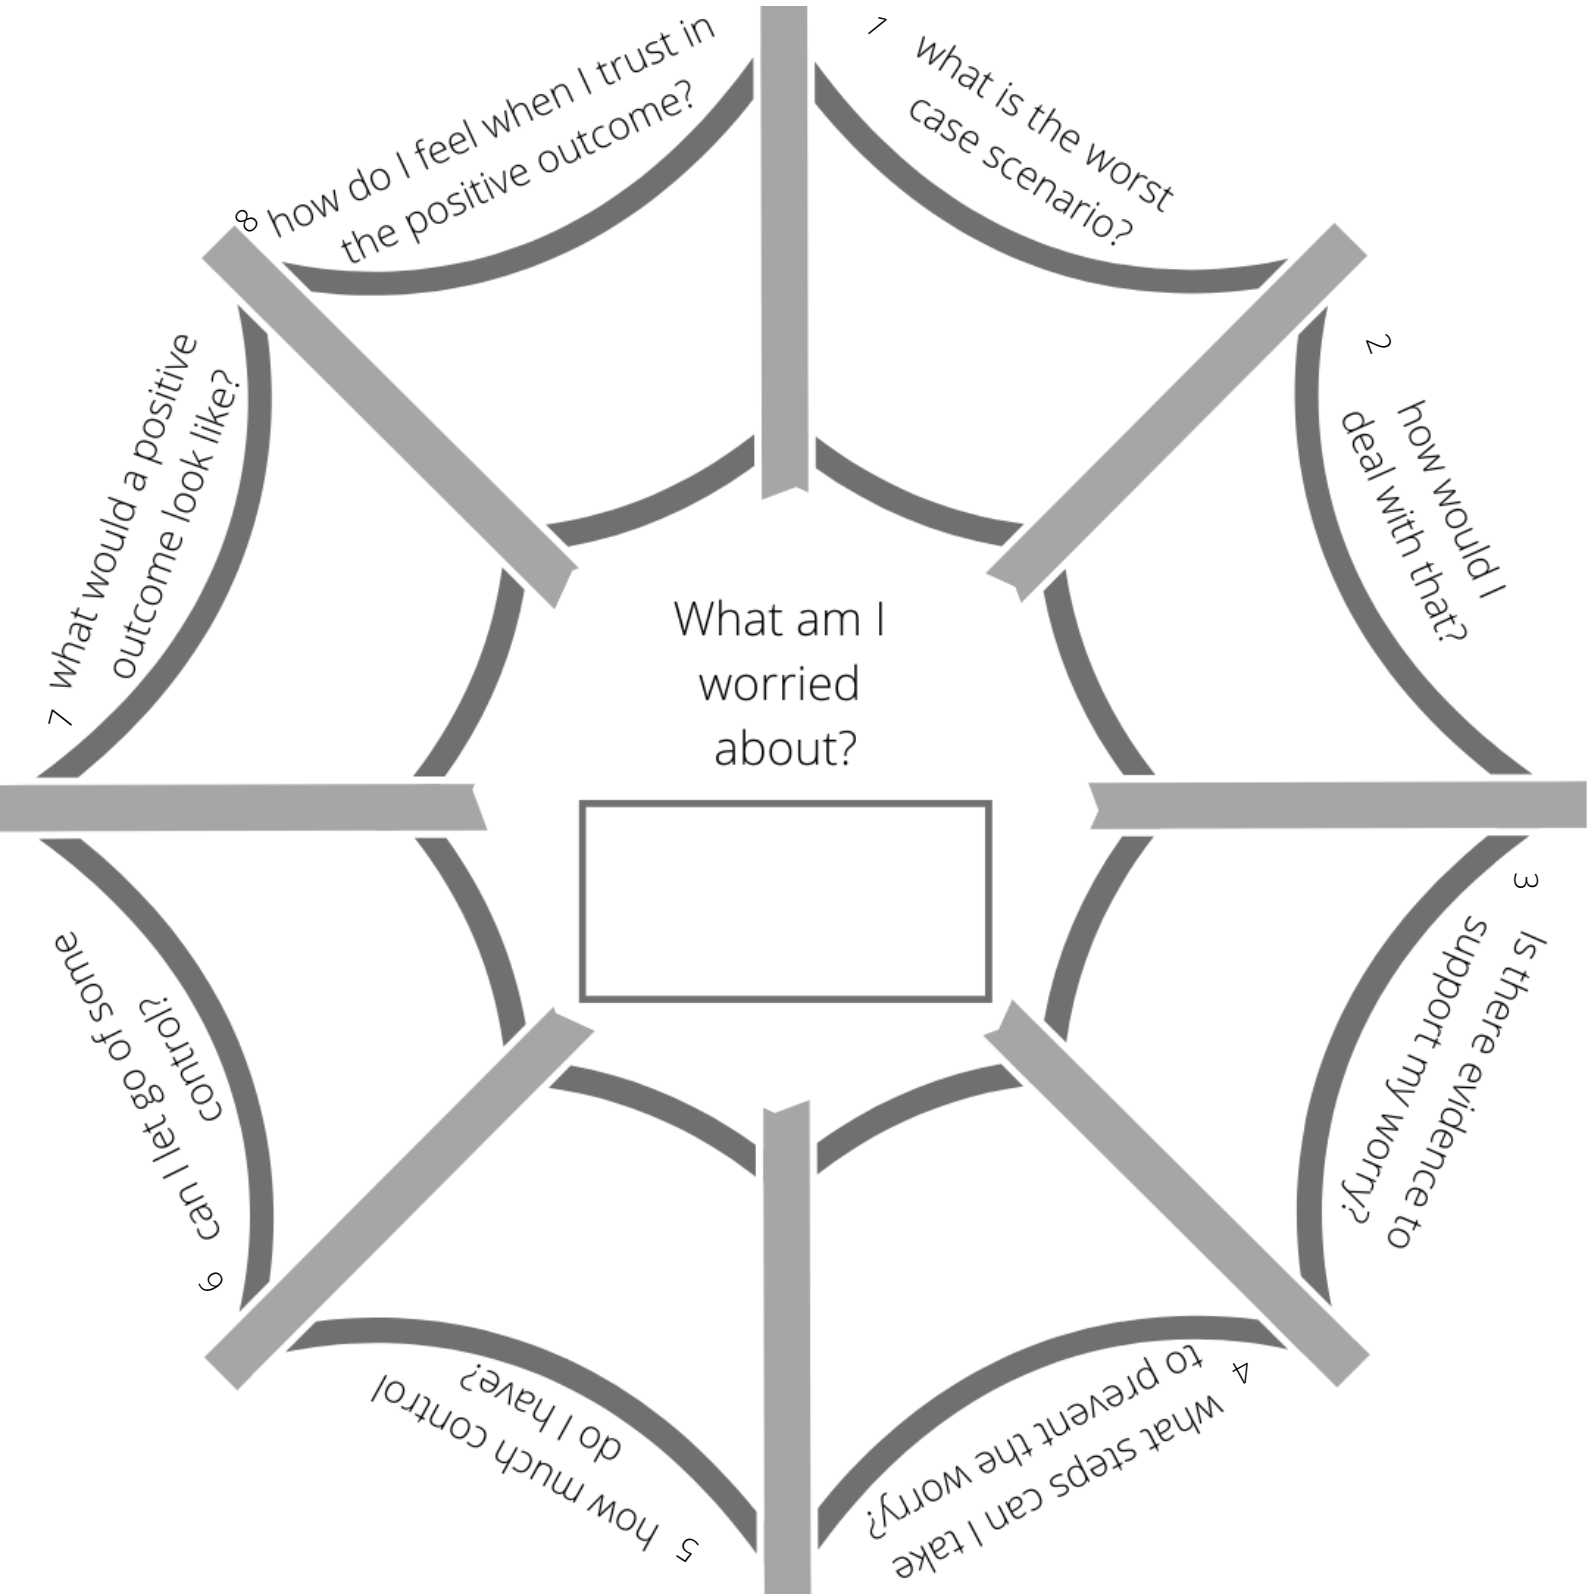 What am I
worried
about?
1
what is the worst
case scenario?
2
how would I
deal with that?
3
Is there evidence to
support my worry?
4
what steps can I take
to prevent the worry?
5
how much control
do I have?
6
can I let go of some
control?
7
what would a positive
outcome look like?
8
how do I feel when I trust in
the positive outcome?